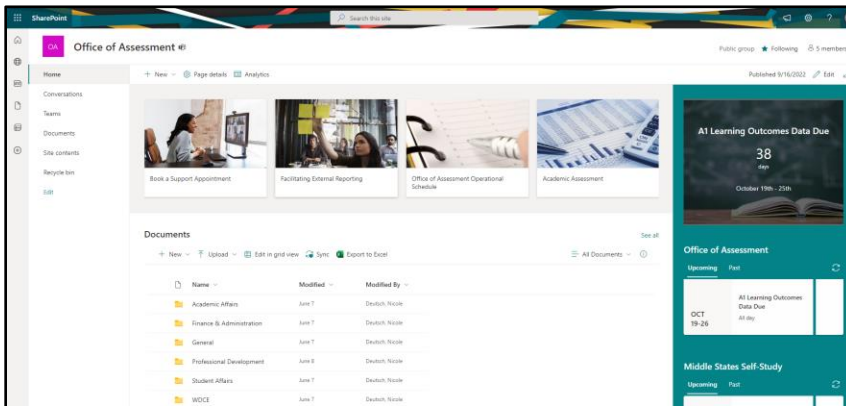 SharePoint
Search this site
OA
Office of Assessment
Public group
Following
5 members
Home
Conversations
Teams
Documents
Site contents
Recycle bin
Edit
+ New
Page details
Analytics
Published 9/16/2022
Edit
Book a Support Appointment
Facilitating External Reporting
Office of Assessment Operational
Schedule
Academic Assessment
Documents
See all
+ New
Upload
Edit in grid view
Sync
Export to Excel
All Documents
Name
Modified
Modified By
Academic Affairs
June 7
Deutsch, Nicole
Finance & Administration
June 7
Deutsch, Nicole
General
June 7
Deutsch, Nicole
Professional Development
June 8
Deutsch, Nicole
Student Affairs
June 7
Deutsch, Nicole
WDCE
June 7
Deutsch, Nicole
A1 Learning Outcomes Data Due
38
days
October 19th - 25th
Office of Assessment
Upcoming
Past
OCT
19-26
A1 Learning Outcomes
Data Due
All day
Middle States Self-Study
Upcoming
Past